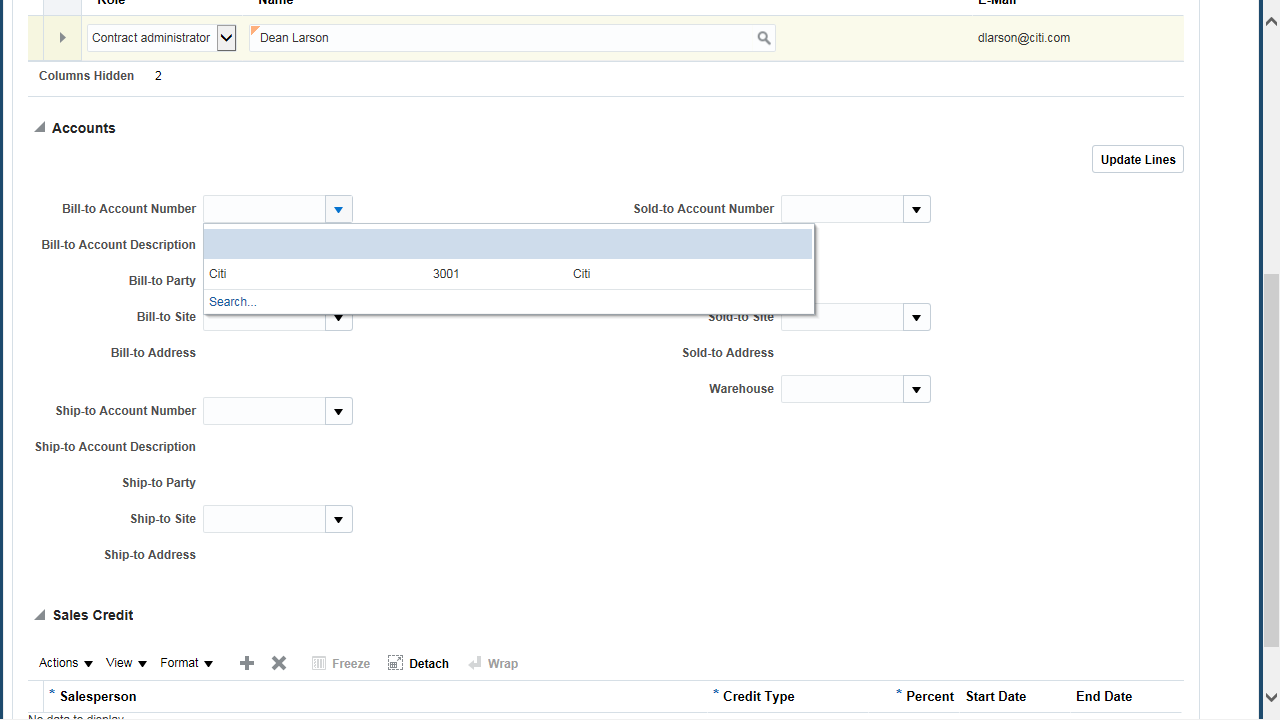 Role Name E-Mail
Contract administrator Dean Larson dlarson@citi.com
Columns Hidden 2
Accounts
Update Lines
Bill-to Account Number Sold-to Account Number
Bill-to Account Description
Citi 3001 Citi
Bill-to Party
Search...
Bill-to Site Sold-to Site
Bill-to Address Sold-to Address
Warehouse
Ship-to Account Number
Ship-to Account Description
Ship-to Party
Ship-to Site
Ship-to Address
Sales Credit
Actions View Format Freeze Detach Wrap
* Salesperson * Credit Type * Percent Start Date End Date
No data to display